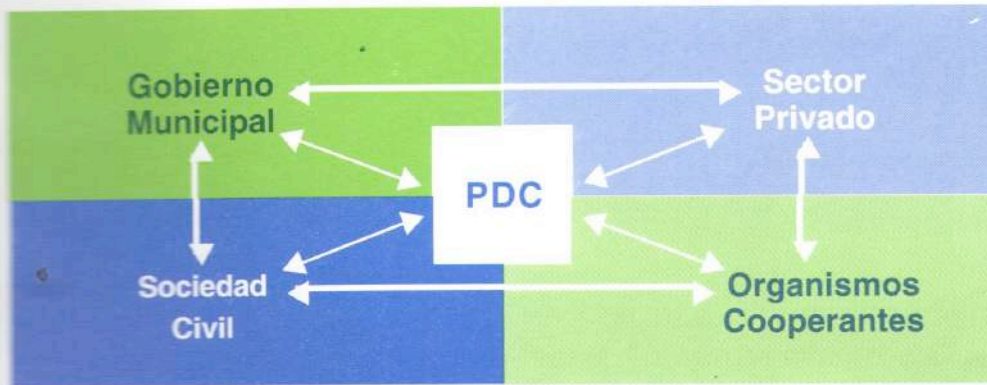 Gobierno
Municipal
Sector
Privado
PDC
Sociedad
Civil
Organismos
Cooperantes